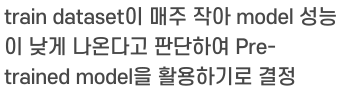 train dataset이 매주 작아 model 성능
이 낮게 나온다고 판단하여 Pre-
trained model을 활용하기로 결정